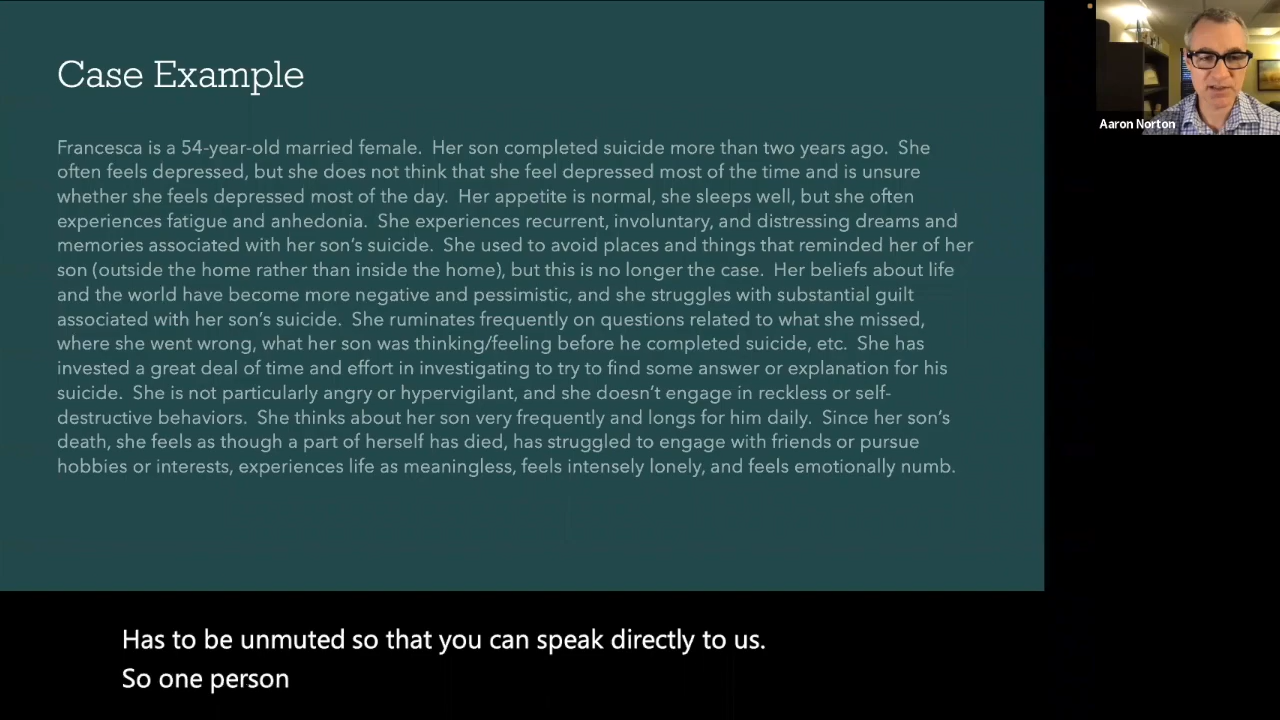 Case Example
Francesca is a 54-year-old married female.  Her son completed suicide more than two years ago.  She
often feels depressed, but she does not think that she feel depressed most of the time and is unsure
whether she feels depressed most of the day.  Her appetite is normal, she sleeps well, but she often
experiences fatigue and anhedonia.  She experiences recurrent, involuntary, and distressing dreams and
memories associated with her son's suicide.  She used to avoid places and things that reminded her of her
son (outside the home rather than inside the home), but this is no longer the case.  Her beliefs about life
and the world have become more negative and pessimistic, and she struggles with substantial guilt
associated with her son's suicide.  She ruminates frequently on questions related to what she missed,
where she went wrong, what her son was thinking/feeling before he completed suicide, etc.  She has
invested a great deal of time and effort in investigating to try to find some answer or explanation for his
suicide.  She is not particularly angry or hypervigilant, and she doesn't engage in reckless or self-
destructive behaviors.  She thinks about her son very frequently and longs for him daily.  Since her son's
death, she feels as though a part of herself has died, has struggled to engage with friends or pursue
hobbies or interests, experiences life as meaningless, feels intensely lonely, and feels emotionally numb.
Aaron Norton
Has to be unmuted so that you can speak directly to us.
So one person